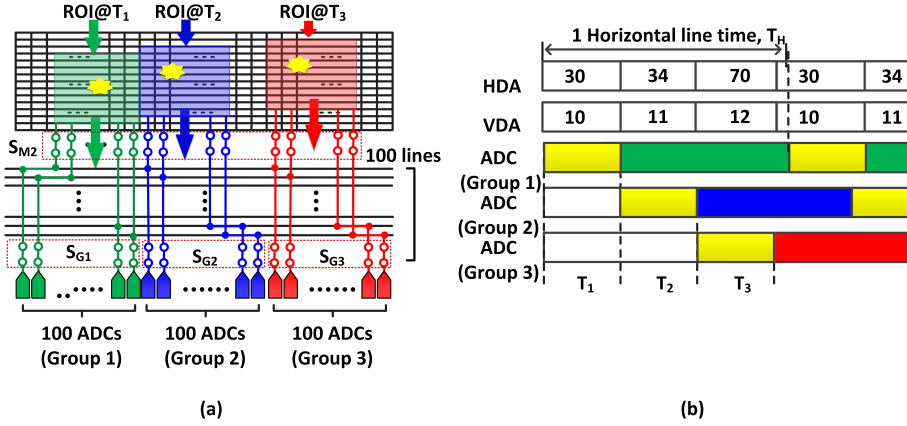 ROI@T1 ROI@T2 ROI@T3
SM2
100 lines
SG1 SG2 SG3
100 ADCs 100 ADCs 100 ADCs
(Group 1) (Group 2) (Group 3)
(a)
1 Horizontal line time, TH
HDA 30 34 70 30 34
VDA 10 11 12 10 11
ADC
(Group 1)
ADC
(Group 2)
ADC
(Group 3)
T1 T2 T3
(b)